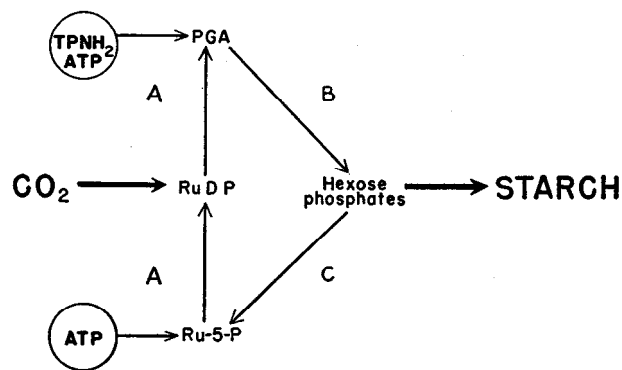 TPNH2
ATP
PGA
A
B
CO2
RuDP
Hexose
phosphates
STARCH
A
C
ATP
Ru-5-P